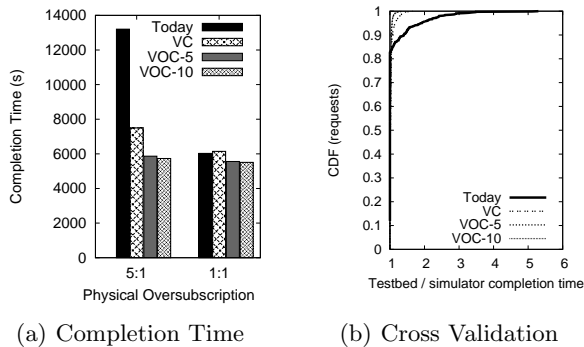 14000
12000
10000
8000
6000
4000
2000
0
Completion Time (s)
Today
VC
VOC-5
VOC-10
5:1
1:1
Physical Oversubscription
(a) Completion Time
1
0.9
0.8
0.7
0.6
0.5
0.4
0.3
0.2
0.1
0
CDF (requests)
Today
VC
VOC-5
VOC-10
1 2 3 4 5 6
Testbed / simulator completion time
(b) Cross Validation